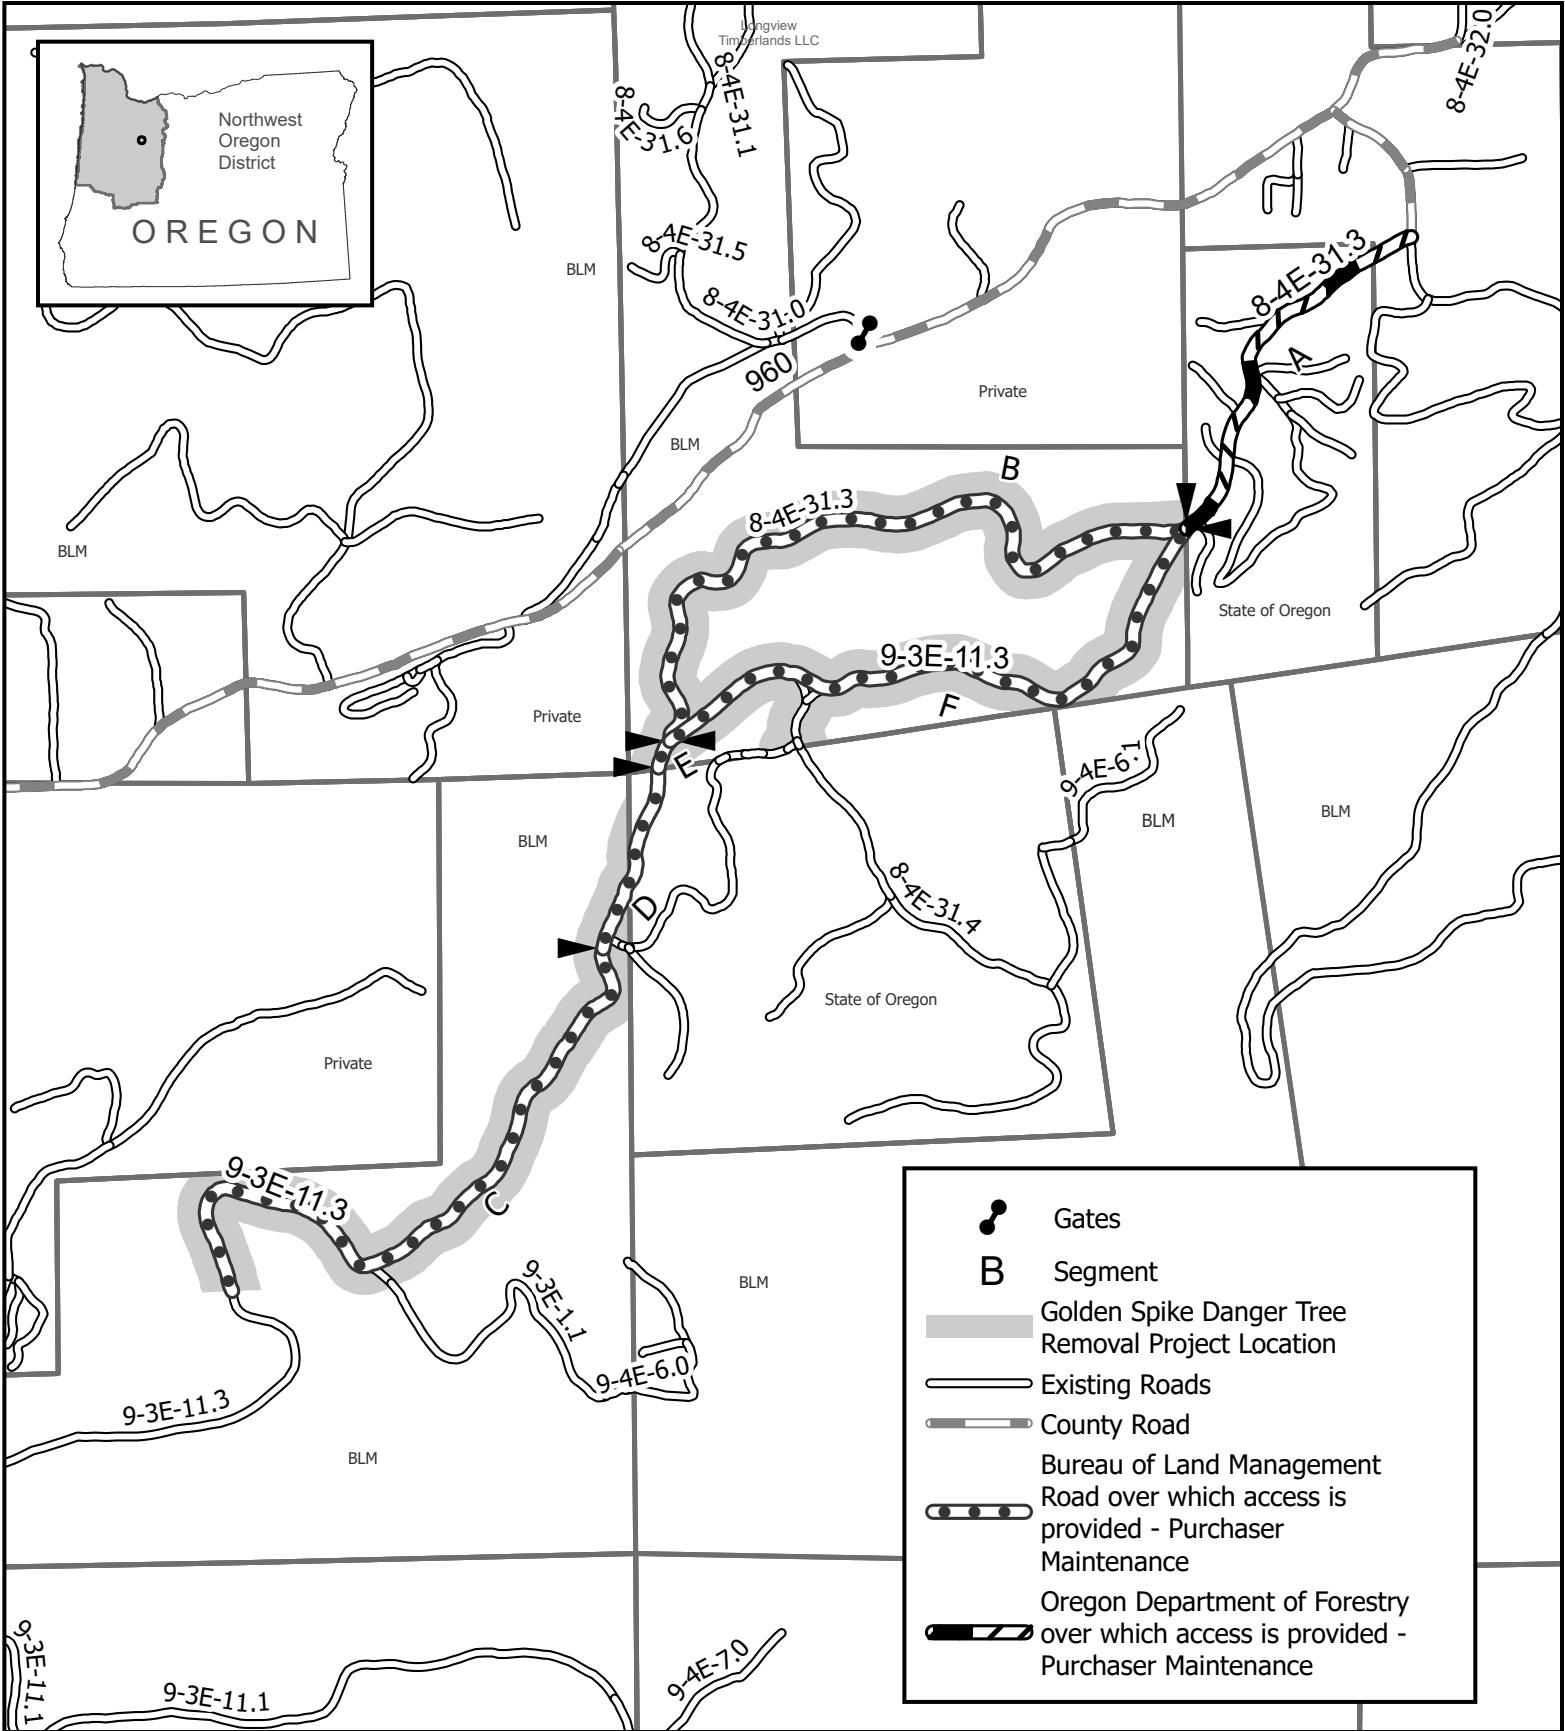 Longview
Timberlands LLC
8-4E-32.0
8-4E-31.1
8-4E-31.6
Northwest
Oregon
District
OREGON
8-4E-31.5
BLM
8-4E-31.3
8-4E-31.0
A
960
Private
BLM
B
8-4E-31.3
BLM
State of Oregon
9-3E-11.3
F
Private
E
9-4E-6.1
BLM
BLM
BLM
D
8-4E-31.4
State of Oregon
Private
9-3E-11.3
C
9-3E-1.1
BLM
9-4E-6.0
9-3E-11.3
BLM
9-3E-11.1
9-3E-11.1
9-4E-7.0
Gates
B Segment
Golden Spike Danger Tree
Removal Project Location
Existing Roads
County Road
Bureau of Land Management
Road over which access is
provided - Purchaser
Maintenance
Oregon Department of Forestry
over which access is provided -
Purchaser Maintenance